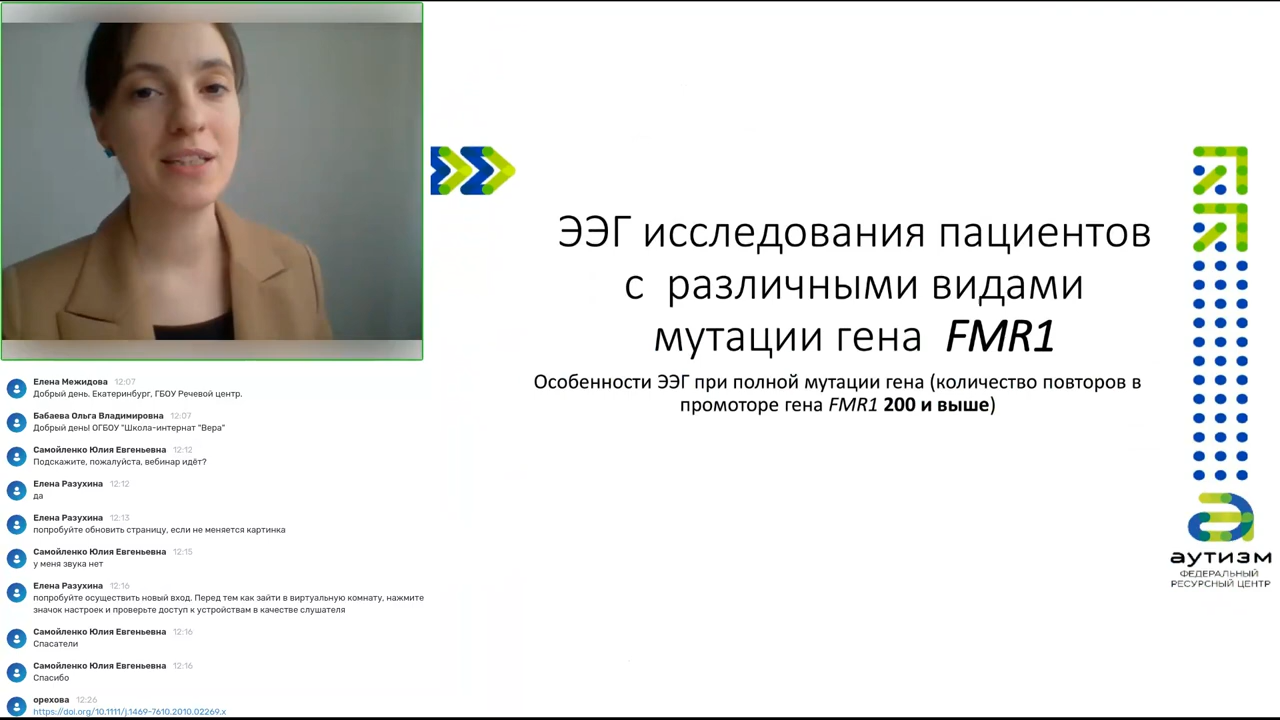 ЭЭГ исследования пациентов
с различными видами
мутации гена FMR1
Особенности ЭЭГ при полной мутации гена (количество повторов в
промоторе гена FMR1 200 и выше)
аутизм
ФЕДЕРАЛЬНЫЙ
РЕСУРСНЫЙ ЦЕНТР
Елена Межидова 12:07
Добрый день. Екатеринбург, ГБОУ Речевой центр.
Бабаева Ольга Владимировна 12:07
Добрый день! ОГБОУ "Школа-интернат "Вера"
Самойленко Юлия Евгеньевна 12:12
Подскажите, пожалуйста, вебинар идёт?
Елена Разухина 12:12
да
Елена Разухина 12:13
попробуйте обновить страницу, если не меняется картинка
Самойленко Юлия Евгеньевна 12:15
у меня звука нет
Елена Разухина 12:16
попробуйте осуществить новый вход. Перед тем как зайти в виртуальную комнату, нажмите
значок настроек и проверьте доступ к устройствам в качестве слушателя
Самойленко Юлия Евгеньевна 12:16
Спасатели
Самойленко Юлия Евгеньевна 12:16
Спасибо
орехова 12:26
https://doi.org/10.1111/j.1469-7610.2010.02269.x